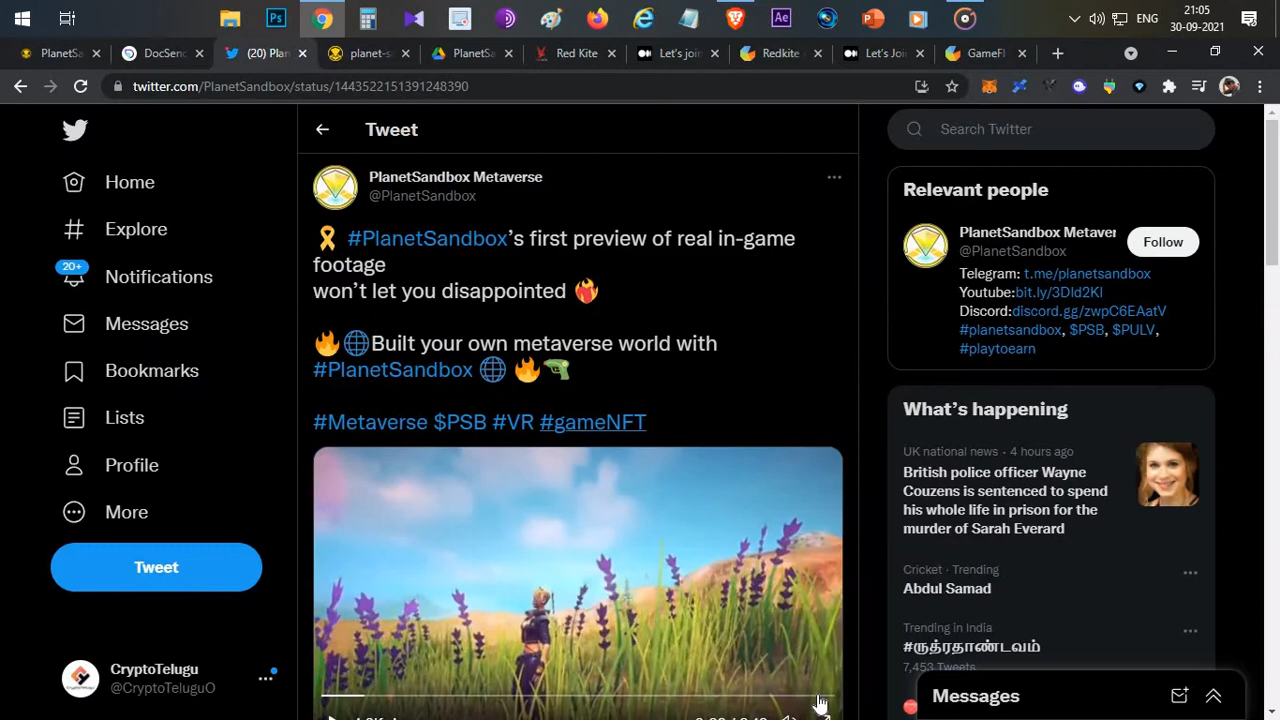 21:05
ENG
30-09-2021
PlanetSa
DocSend
(20) Plan
planet-s
PlanetSa
Red Kite
Let's join
Redkite
Let's Join
GameFi
twitter.com/PlanetSandbox/status/1443522151391248390
Home
Explore
20+
Notifications
Messages
Bookmarks
Lists
Profile
More
Tweet
CryptoTelugu
@CryptoTeluguO
Tweet
PlanetSandbox Metaverse
@PlanetSandbox
#PlanetSandbox's first preview of real in-game
footage
won't let you disappointed
Built your own metaverse world with
#PlanetSandbox
#Metaverse $PSB #VR #gameNFT
Search Twitter
Relevant people
PlanetSandbox Metaver
@PlanetSandbox
Follow
Telegram: t.me/planetsandbox
Youtube:bit.ly/3DId2KI
Discord:discord.gg/zwpC6EAatV
#planetsandbox, $PSB, $PULV,
#playtoearn
What's happening
UK national news · 4 hours ago
British police officer Wayne
Couzens is sentenced to spend
his whole life in prison for the
murder of Sarah Everard
Cricket · Trending
Abdul Samad
Trending in India
#ருத்ரதாண்டவம்
7,453 Tweets
Messages